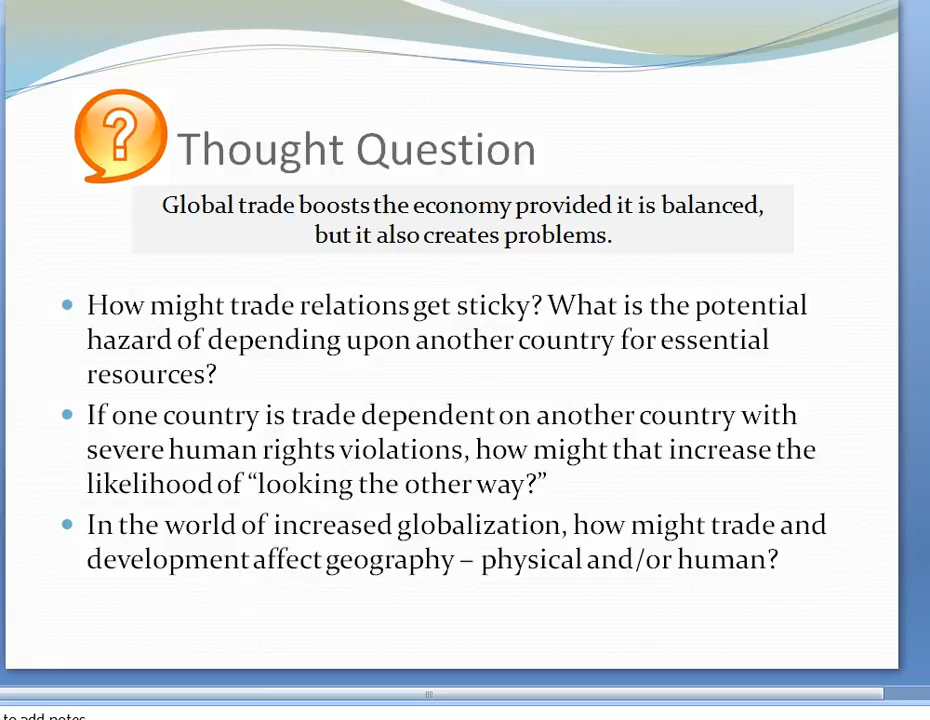 Thought Question
Global trade boosts the economy provided it is balanced,
but it also creates problems.
How might trade relations get sticky? What is the potential
hazard of depending upon another country for essential
resources?
If one country is trade dependent on another country with
severe human rights violations, how might that increase the
likelihood of “looking the other way?”
In the world of increased globalization, how might trade and
development affect geography – physical and/or human?
to add notes